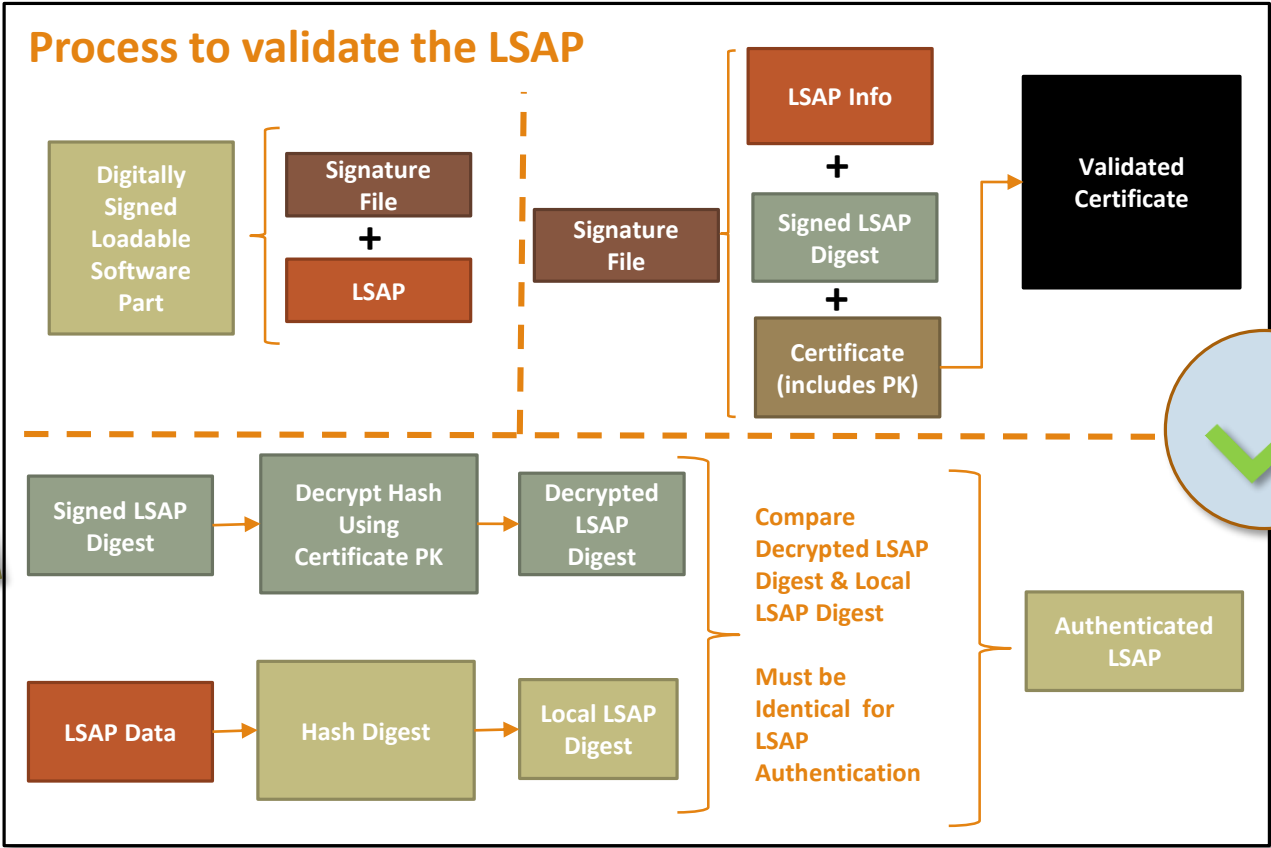 Process to validate the LSAP
Digitally
Signed
Loadable
Software
Part
Signature
File
+
LSAP
Signature
File
LSAP Info
+
Signed LSAP
Digest
+
Certificate
(includes PK)
Validated
Certificate
Signed LSAP
Digest
Decrypt Hash
Using
Certificate PK
Decrypted
LSAP
Digest
LSAP Data
Hash Digest
Local LSAP
Digest
Compare
Decrypted LSAP
Digest & Local
LSAP Digest
Must be
Identical for
LSAP
Authentication
Authenticated
LSAP